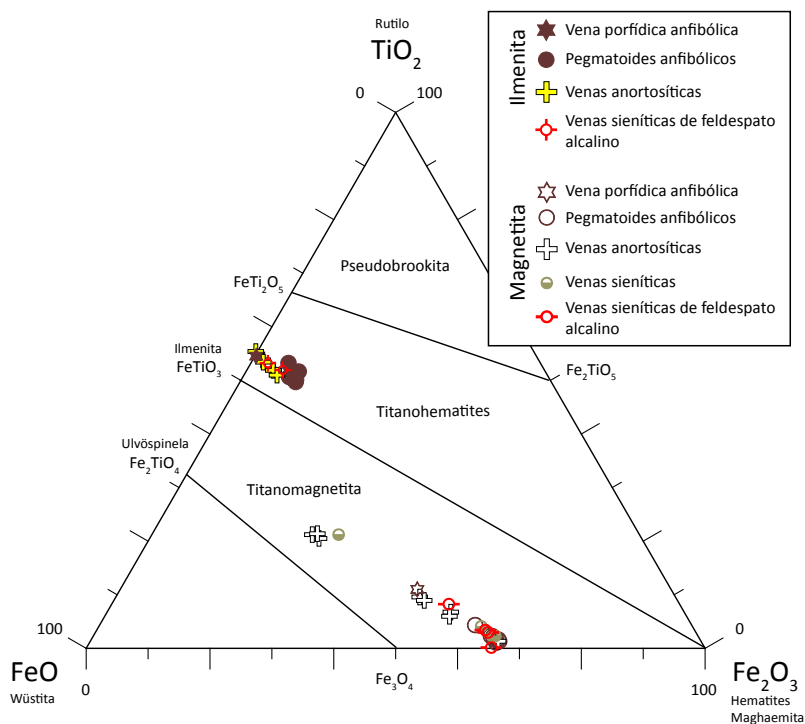 Rutilo
TiO₂
0 100
Ilmenita
Vena porfídica anfibólica
Pegmatoides anfibólicos
Venas anortosíticas
Venas sieníticas de feldespato
alcalino
Magnetita
Vena porfídica anfibólica
Pegmatoides anfibólicos
Venas anortosíticas
Venas sieníticas
Venas sieníticas de feldespato
alcalino
Pseudobrookita
FeTi₂O₅
Ilmenita
FeTiO₃
Fe₂TiO₅
Titanohematites
Ulvöspinela
Fe₂TiO₄
Titanomagnetita
100
0
FeO
Wüstita
0
Fe₃O₄
100
Fe₂O₃
Hematites
Maghaemita